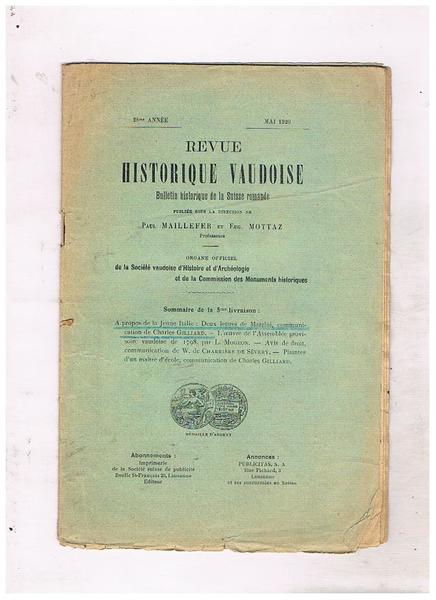 28me ANNÉE MAI 1920
REVUE
HISTORIQUE VAUDOISE
Bulletin historique de la Suisse romande
PUBLIÉE SOUS LA DIRECTION DE
PAUL MAILLEFER ET EUG. MOTTAZ
Professeurs
ORGANE OFFICIEL
de la Société vaudoise d'Histoire et d'Archéologie
et de la Commission des Monuments historiques
Sommaire de la 5me livraison :
A propos de la Jeune Italie : Deux lettres de Mazzini, communi-
cation de Charles GILLIARD. — L'œuvre de l'Assemblée provi-
soire vaudoise de 1798, par L. MOGEON. — Avis de droit,
communication de W. de CHARRIÈRE DE SÉVERY. — Plaintes
d'un maître d'école, communication de Charles GILLIARD.
MÉDAILLE D'ARGENT
Abonnements :
Imprimerie
de la Société suisse de publicité
Ruelle St-François 20, Lausanne
Editeur
Annonces :
PUBLICITAS, S. A
Rue Pichard, 3
Lausanne
et ses succursales en Suisse